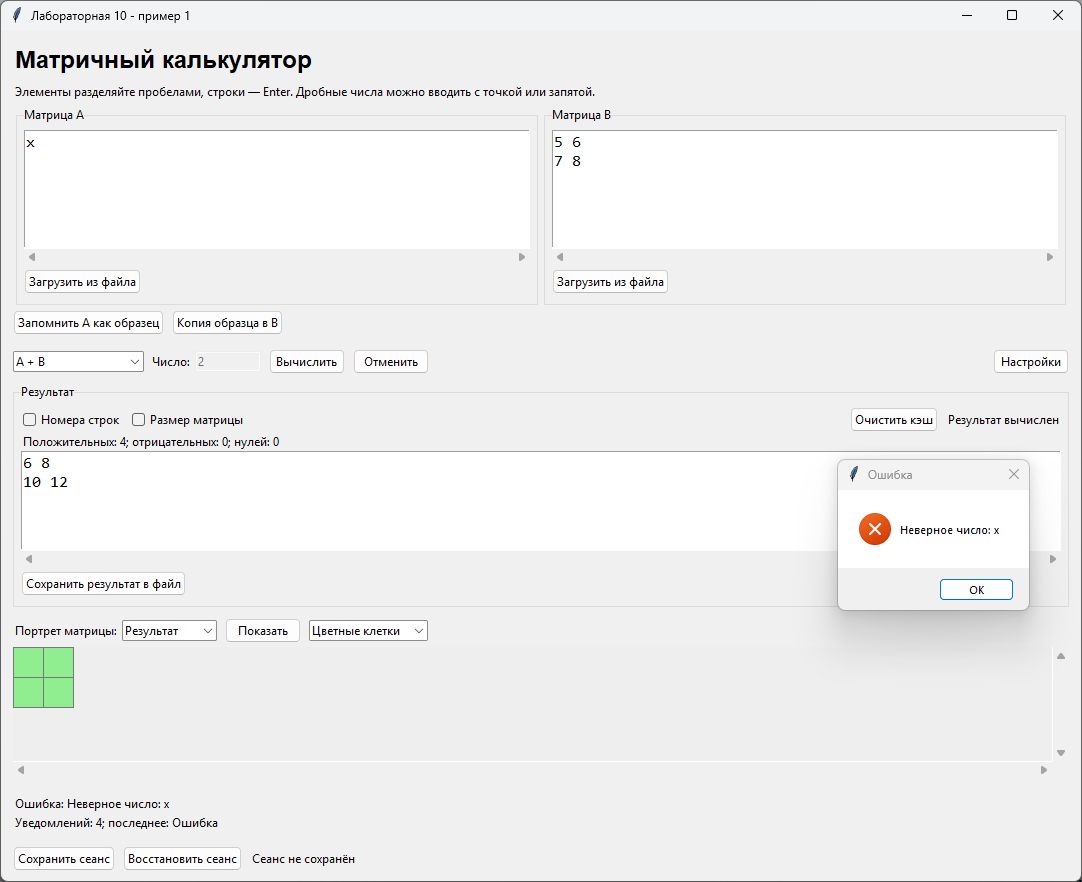 Лабораторная 10 - пример 1
Матричный калькулятор
Элементы разделяйте пробелами, строки — Enter. Дробные числа можно вводить с точкой или запятой.
Матрица A
x
Загрузить из файла
Матрица B
5 6
7 8
Загрузить из файла
Запомнить A как образец Копия образца в B
A + B Число: 2 Вычислить Отменить Настройки
Результат
Номера строк Размер матрицы Очистить кэш Результат вычислен
Положительных: 4; отрицательных: 0; нулей: 0
6 8
10 12
Сохранить результат в файл
Ошибка
Неверное число: x
OK
Портрет матрицы: Результат Показать Цветные клетки
Ошибка: Неверное число: x
Уведомлений: 4; последнее: Ошибка
Сохранить сеанс Восстановить сеанс Сеанс не сохранён